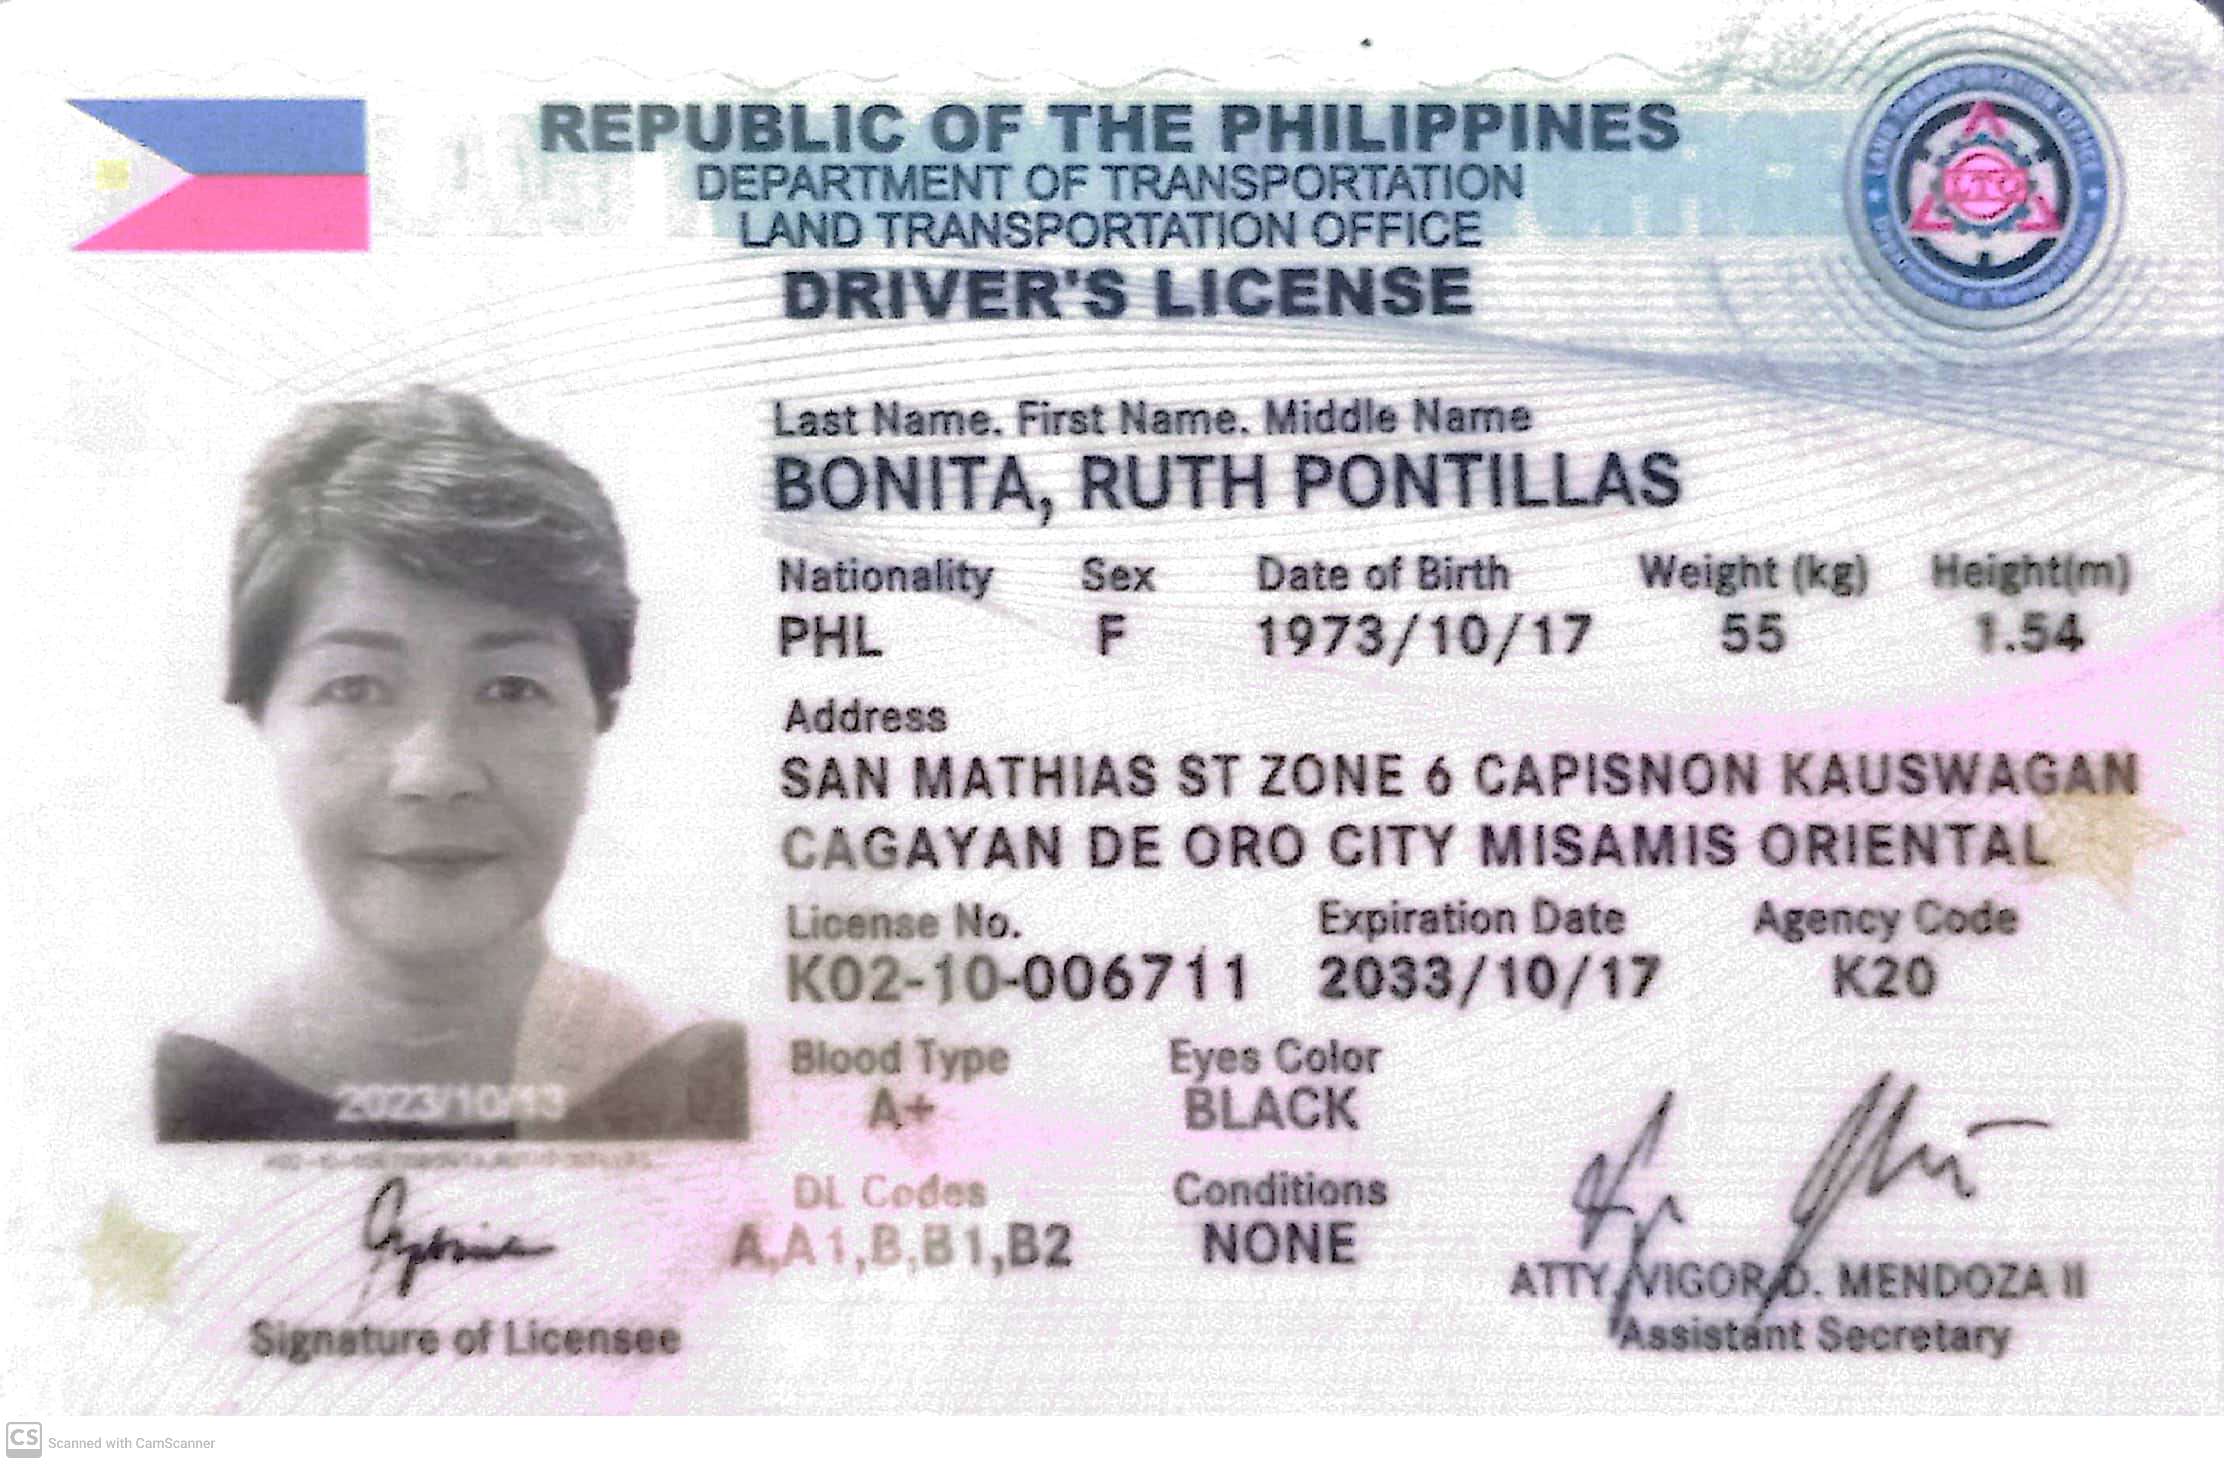 REPUBLIC OF THE PHILIPPINES
DEPARTMENT OF TRANSPORTATION
LAND TRANSPORTATION OFFICE
DRIVER'S LICENSE
LTO
Last Name. First Name. Middle Name
BONITA, RUTH PONTILLAS
Nationality Sex Date of Birth Weight (kg) Height(m)
PHL F 1973/10/17 55 1.54
Address
SAN MATHIAS ST ZONE 6 CAPISNON KAUSWAGAN
CAGAYAN DE ORO CITY MISAMIS ORIENTAL
License No. Expiration Date Agency Code
K02-10-006711 2033/10/17 K20
Blood Type Eyes Color
A+ BLACK
2023/10/13
DL Codes Conditions
A,A1,B,B1,B2 NONE
ATTY. VIGOR D. MENDOZA II
Assistant Secretary
Signature of Licensee
CS Scanned with CamScanner